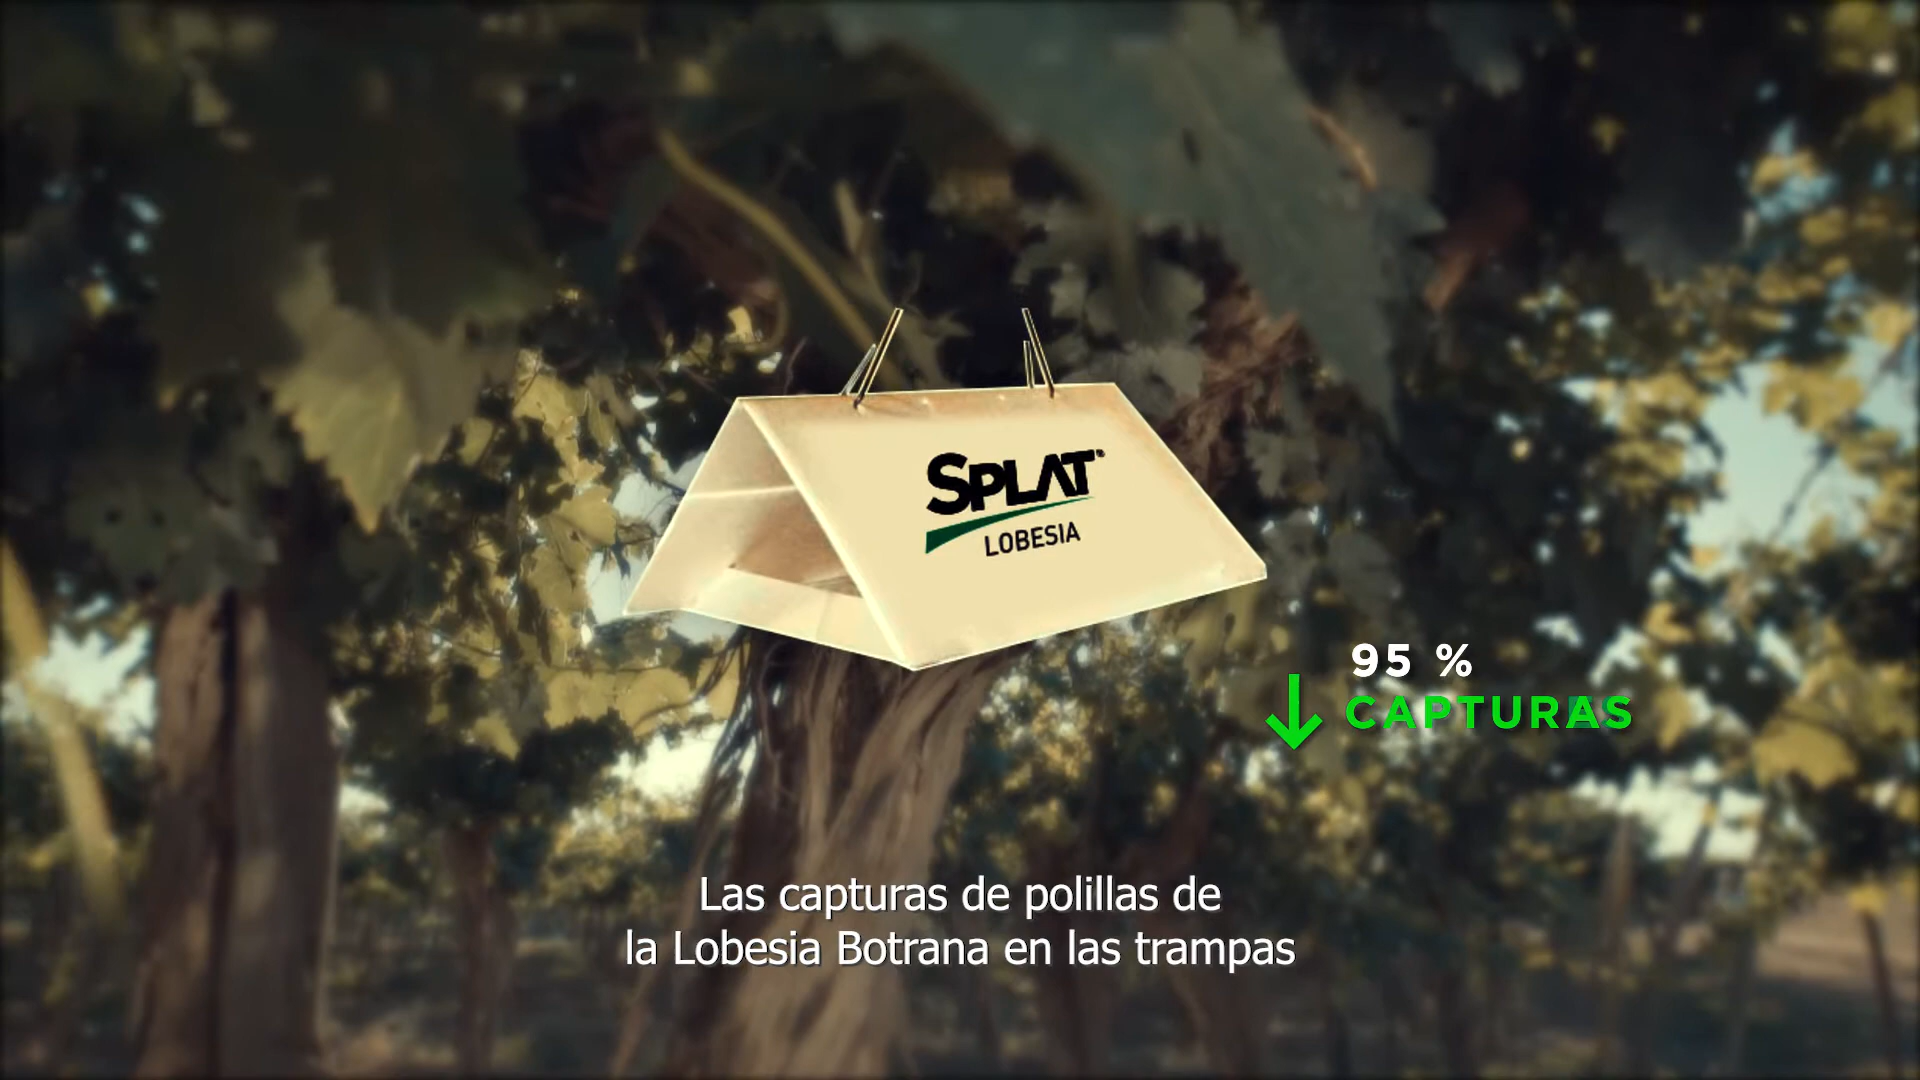 SPLAT®
LOBESIA
95 %
CAPTURAS
Las capturas de polillas de
la Lobesia Botrana en las trampas